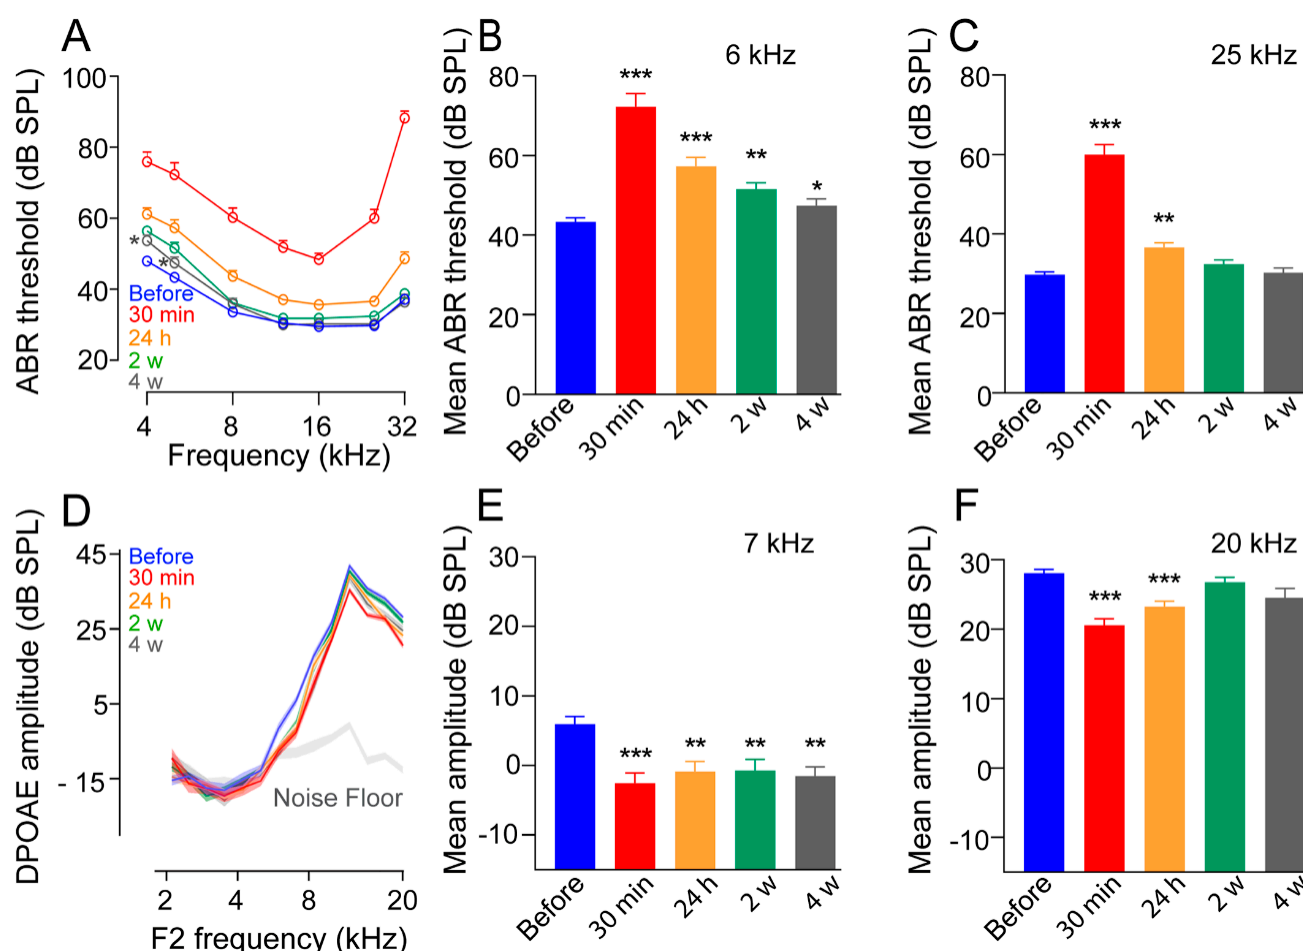 A
ABR threshold (dB SPL)
100
80
60
40
20
*
*
Before
30 min
24 h
2 w
4 w
4 8 16 32
Frequency (kHz)
B
6 kHz
Mean ABR threshold (dB SPL)
80
60
40
20
0
***
***
**
*
Before 30 min 24 h 2 w 4 w
C
25 kHz
Mean ABR threshold (dB SPL)
80
60
40
20
0
***
**
Before 30 min 24 h 2 w 4 w
D
DPOAE amplitude (dB SPL)
45
25
5
- 15
Before
30 min
24 h
2 w
4 w
Noise Floor
2 4 8 20
F2 frequency (kHz)
E
7 kHz
Mean amplitude (dB SPL)
30
20
10
0
-10
*** ** ** **
Before 30 min 24 h 2 w 4 w
F
20 kHz
Mean amplitude (dB SPL)
30
20
10
0
-10
*** ***
Before 30 min 24 h 2 w 4 w